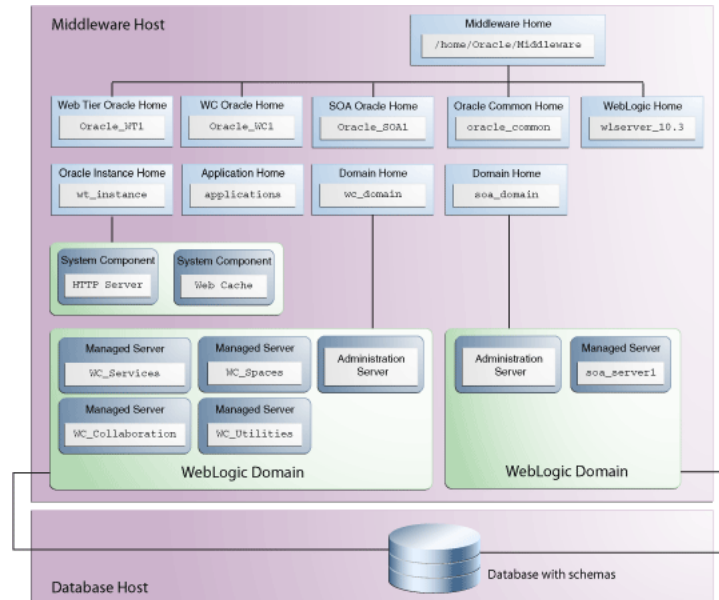 Middleware Host
Middleware Home
/home/Oracle/Middleware
Web Tier Oracle Home
Oracle_WT1
WC Oracle Home
Oracle_WC1
SOA Oracle Home
Oracle_SOA1
Oracle Common Home
oracle_common
WebLogic Home
wlserver_10.3
Oracle Instance Home
wt_instance
Application Home
applications
Domain Home
wc_domain
Domain Home
soa_domain
System Component
HTTP Server
System Component
Web Cache
Managed Server
WC_Services
Managed Server
WC_Spaces
Administration
Server
Managed Server
WC_Collaboration
Managed Server
WC_Utilities
WebLogic Domain
Administration
Server
Managed Server
soa_server1
WebLogic Domain
Database with schemas
Database Host